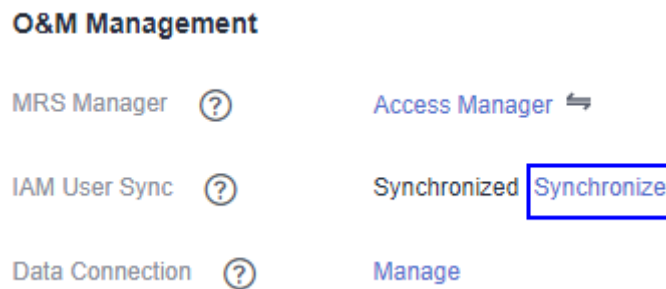 O&M Management
MRS Manager ? Access Manager
IAM User Sync ? Synchronized Synchronize
Data Connection ? Manage